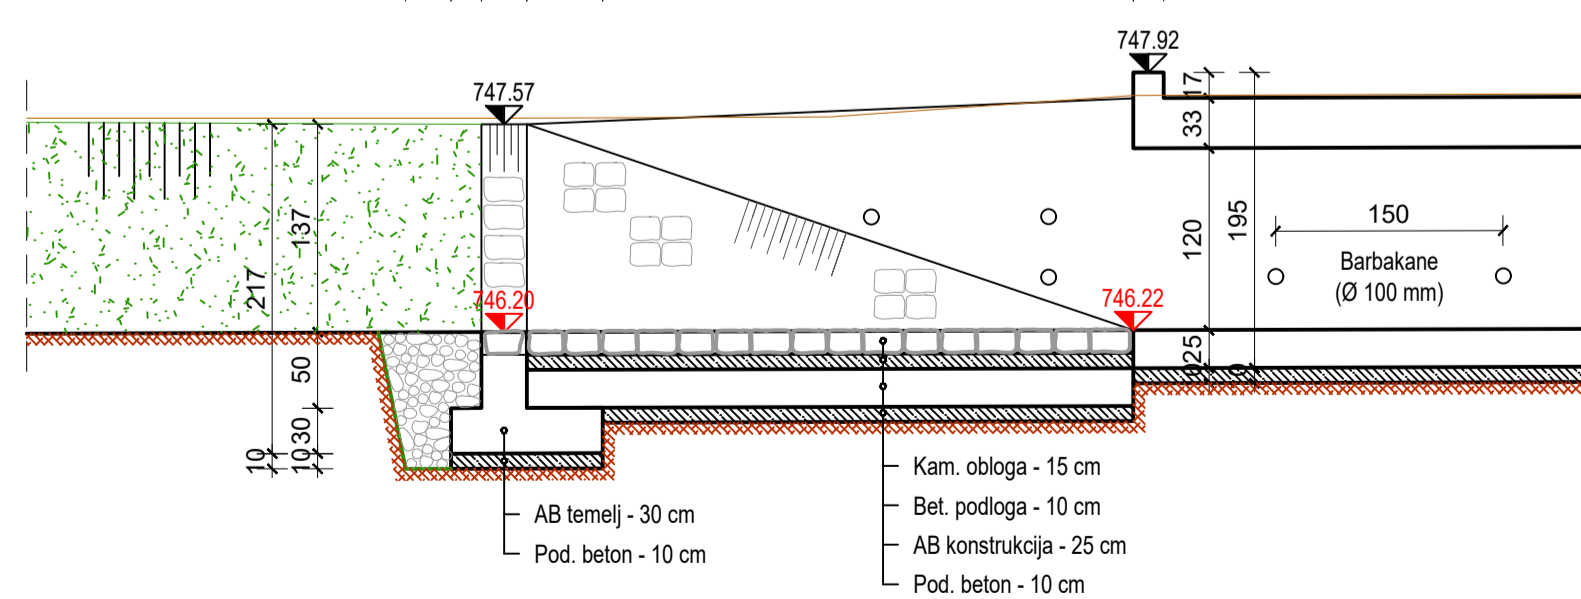 747.92
747.57
17
33
120
195
025
0
150
Barbakane
(Ø 100 mm)
137
217
746.20
746.22
50
30
10
10
Kam. obloga - 15 cm
Bet. podloga - 10 cm
AB konstrukcija - 25 cm
Pod. beton - 10 cm
AB temelj - 30 cm
Pod. beton - 10 cm